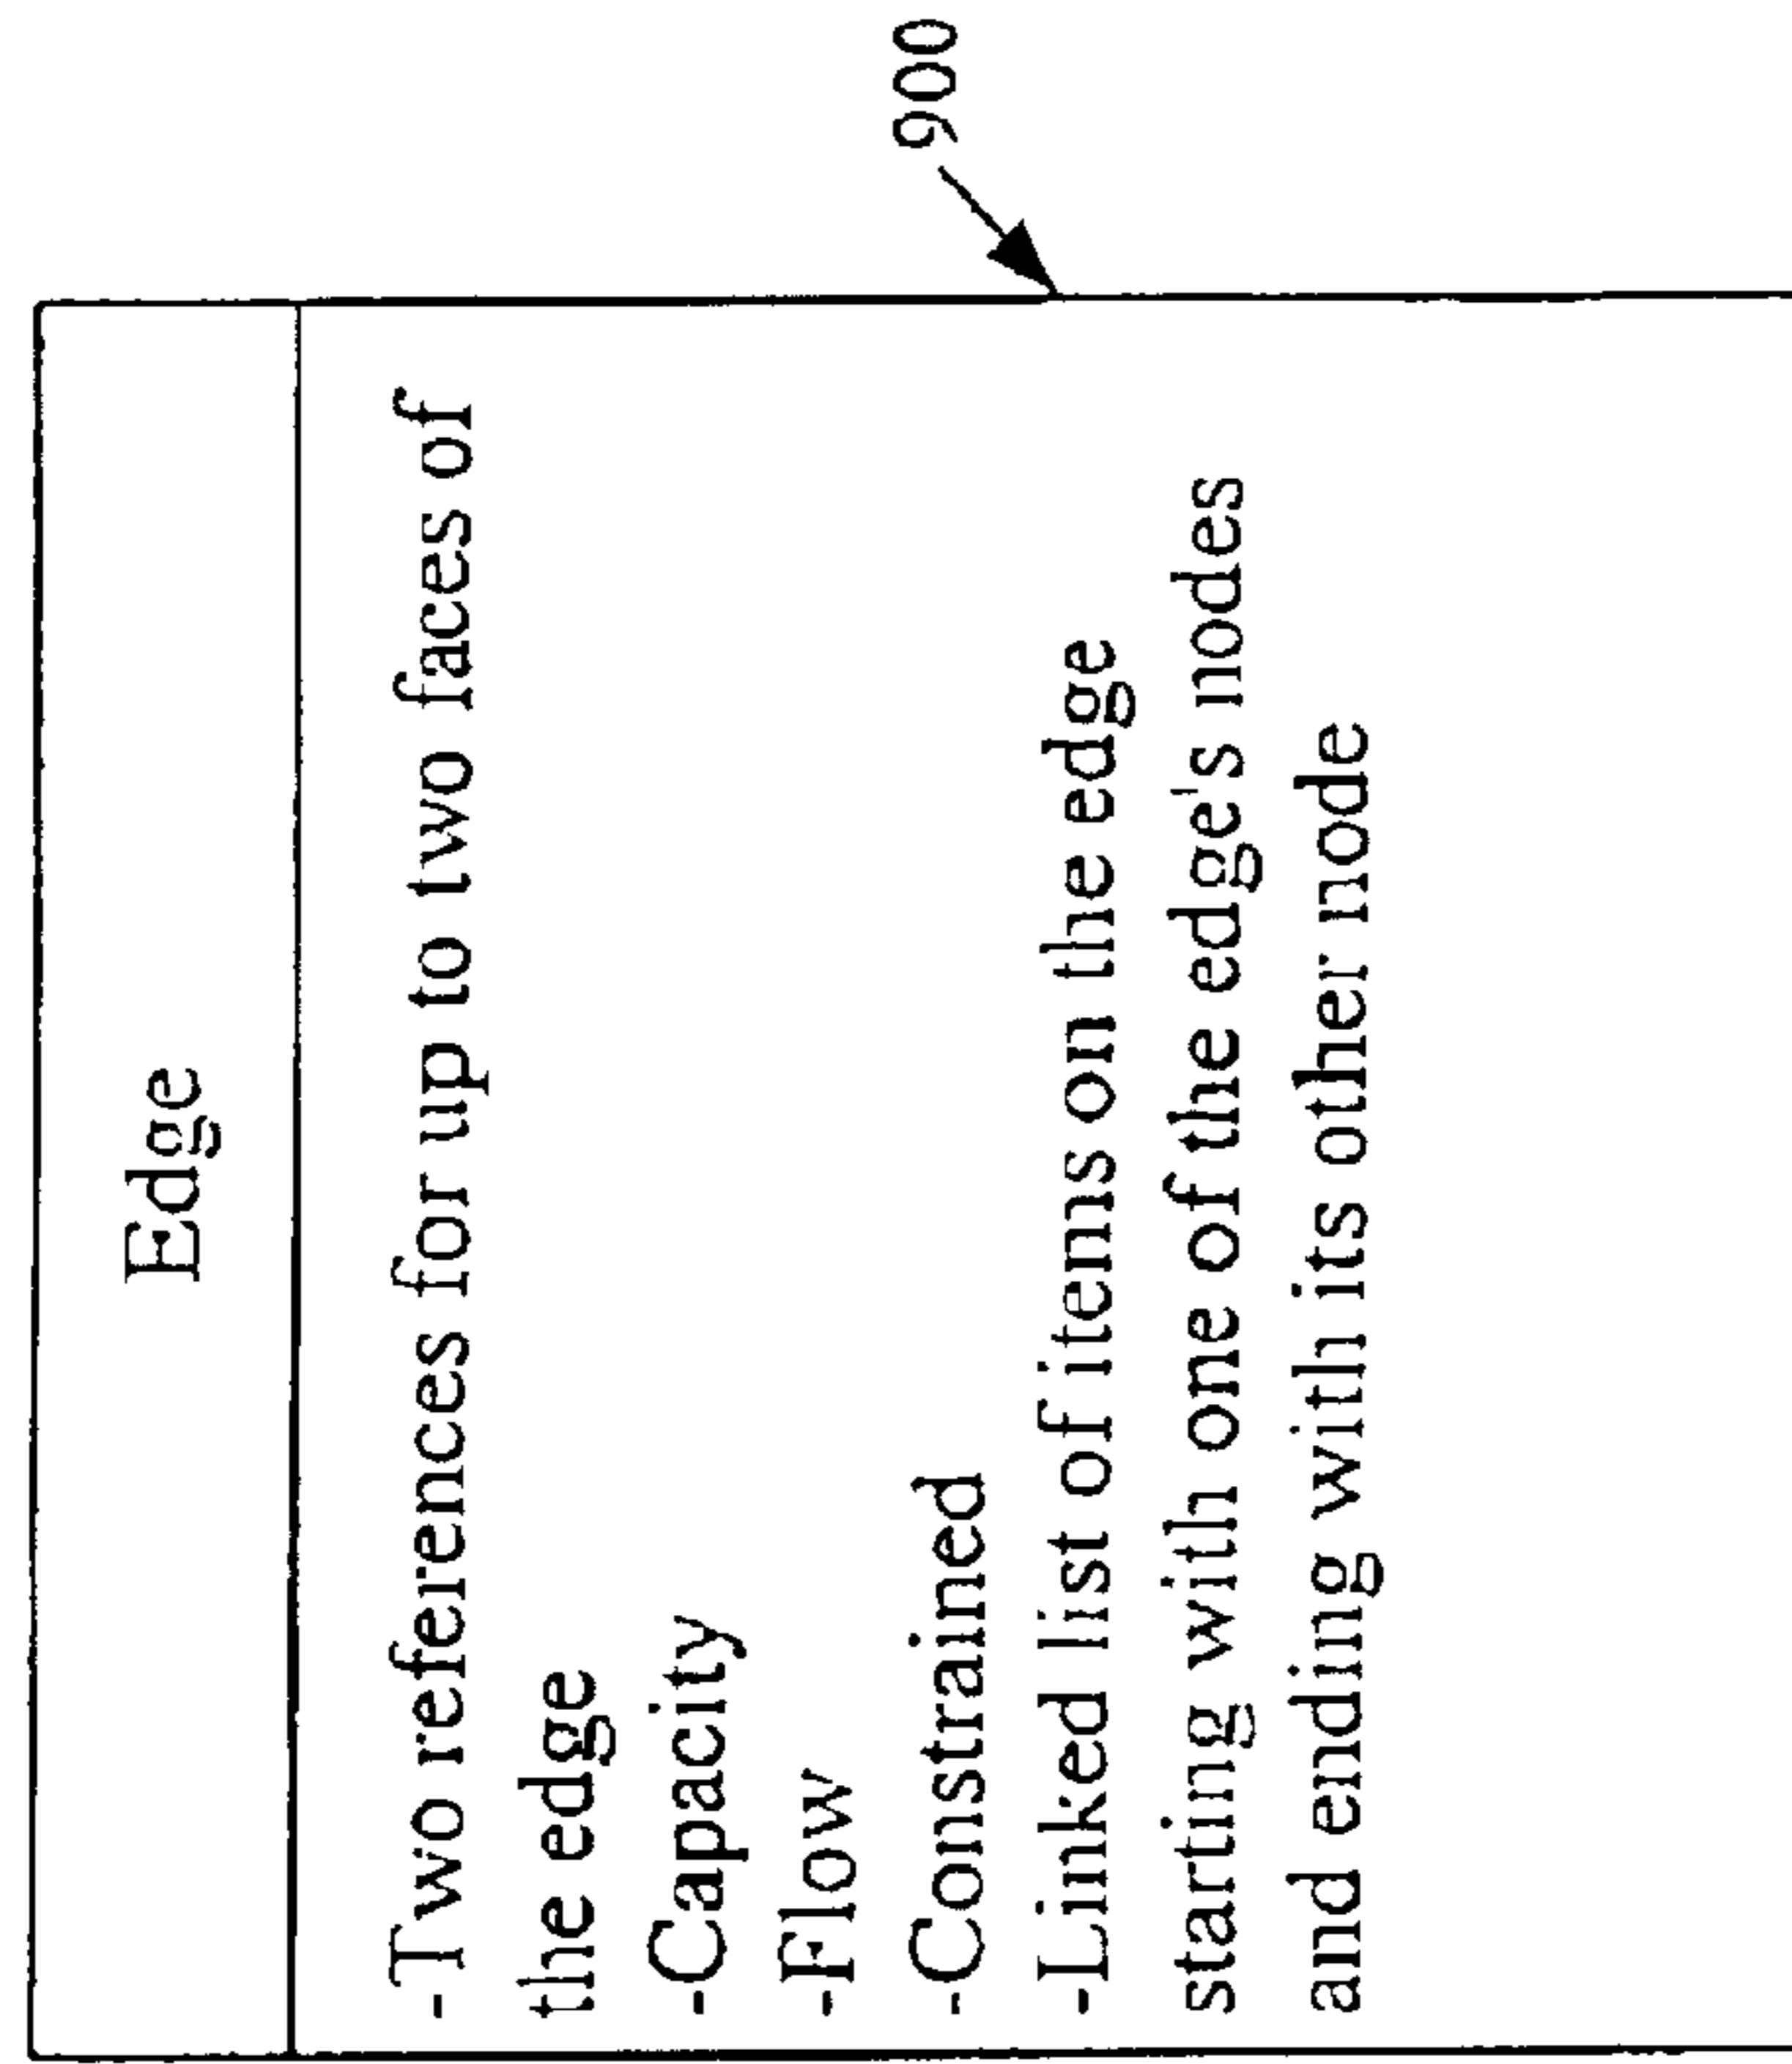 Edge
-Two references for up to two faces of
the edge
-Capacity
-Flow
-Constrained
-Linked list of items on the edge
starting with one of the edge's nodes
and ending with its other node
900